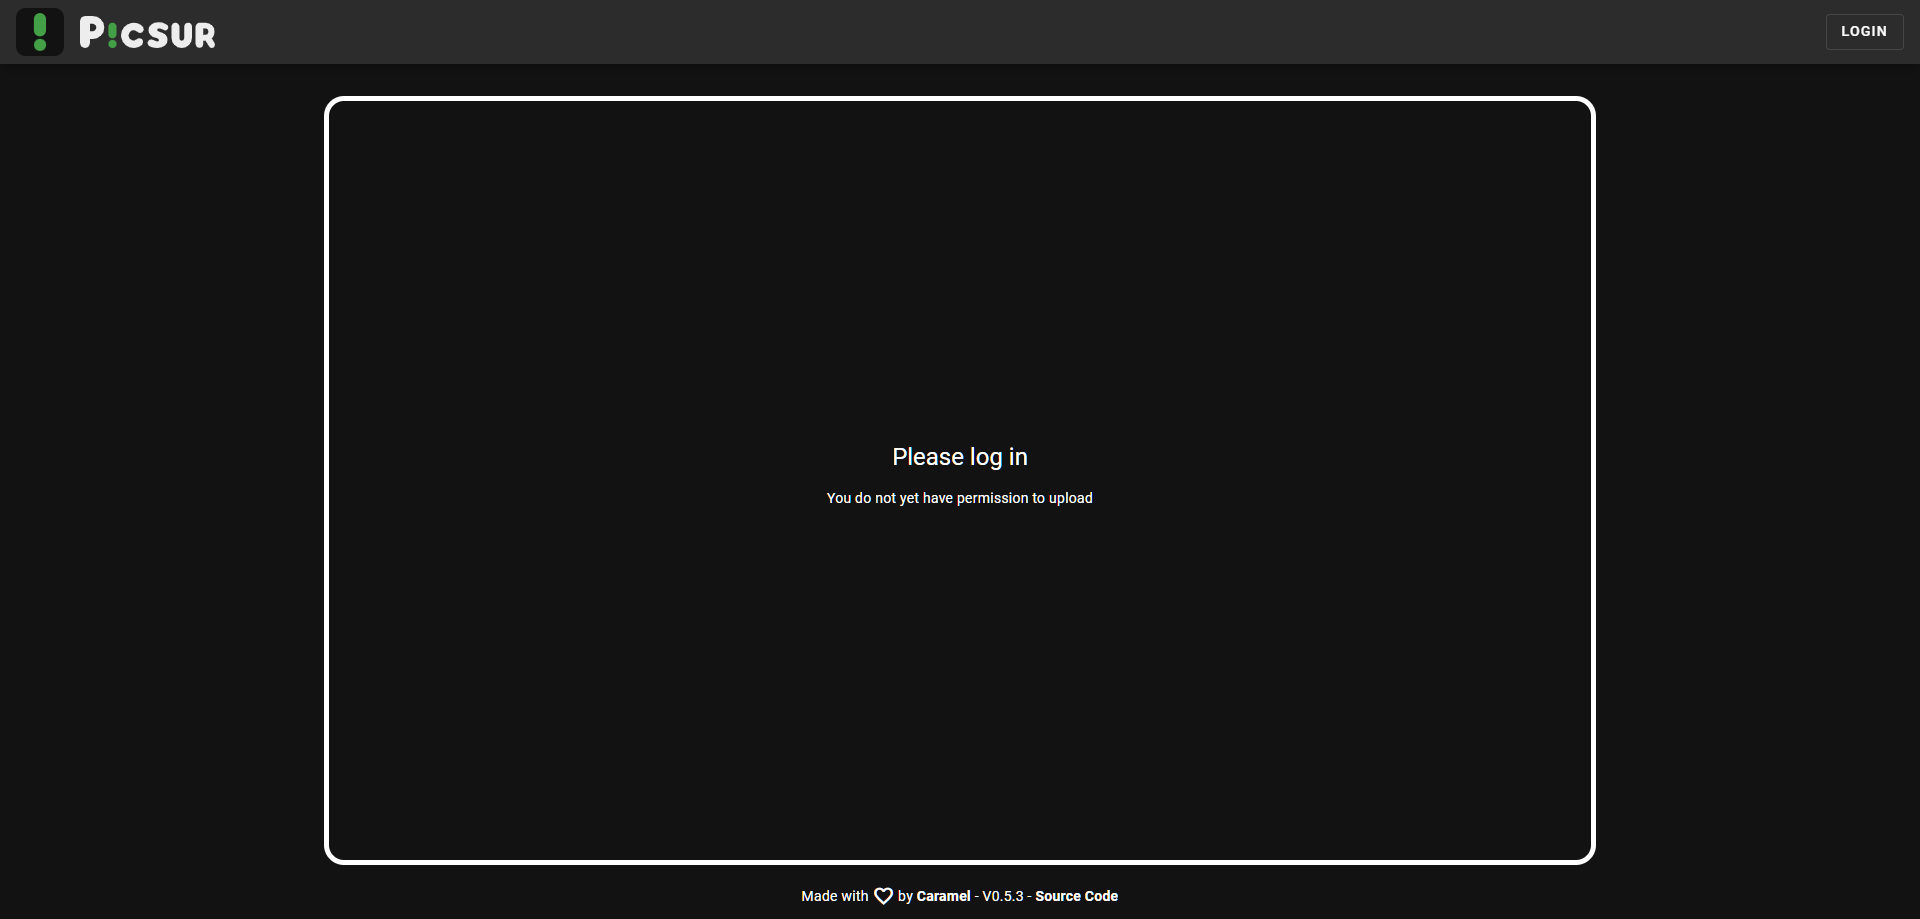 P!CSUR
LOGIN
Please log in
You do not yet have permission to upload
Made with by Caramel - V0.5.3 - Source Code